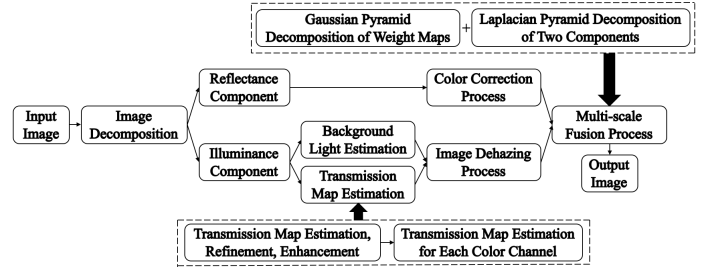 Gaussian Pyramid
Decomposition of Weight Maps
+
Laplacian Pyramid Decomposition
of Two Components
Input
Image
Image
Decomposition
Reflectance
Component
Color Correction
Process
Illuminance
Component
Background
Light Estimation
Transmission
Map Estimation
Image Dehazing
Process
Multi-scale
Fusion Process
Output
Image
Transmission Map Estimation,
Refinement, Enhancement
Transmission Map Estimation
for Each Color Channel